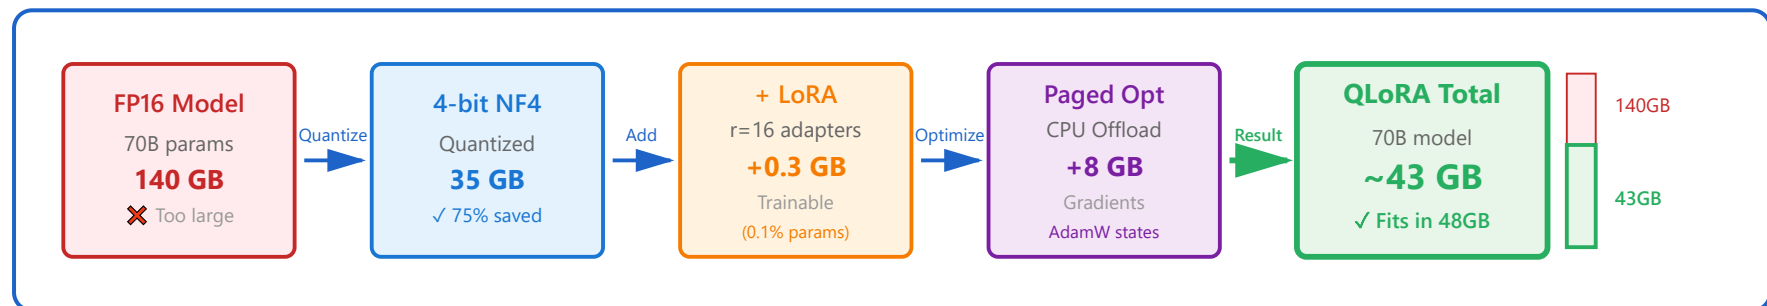 FP16 Model
70B params
140 GB
❌ Too large
Quantize
4-bit NF4
Quantized
35 GB
✓ 75% saved
Add
+ LoRA
r=16 adapters
+0.3 GB
Trainable
(0.1% params)
Optimize
Paged Opt
CPU Offload
+8 GB
Gradients
AdamW states
Result
QLoRA Total
70B model
~43 GB
✓ Fits in 48GB
140GB
43GB